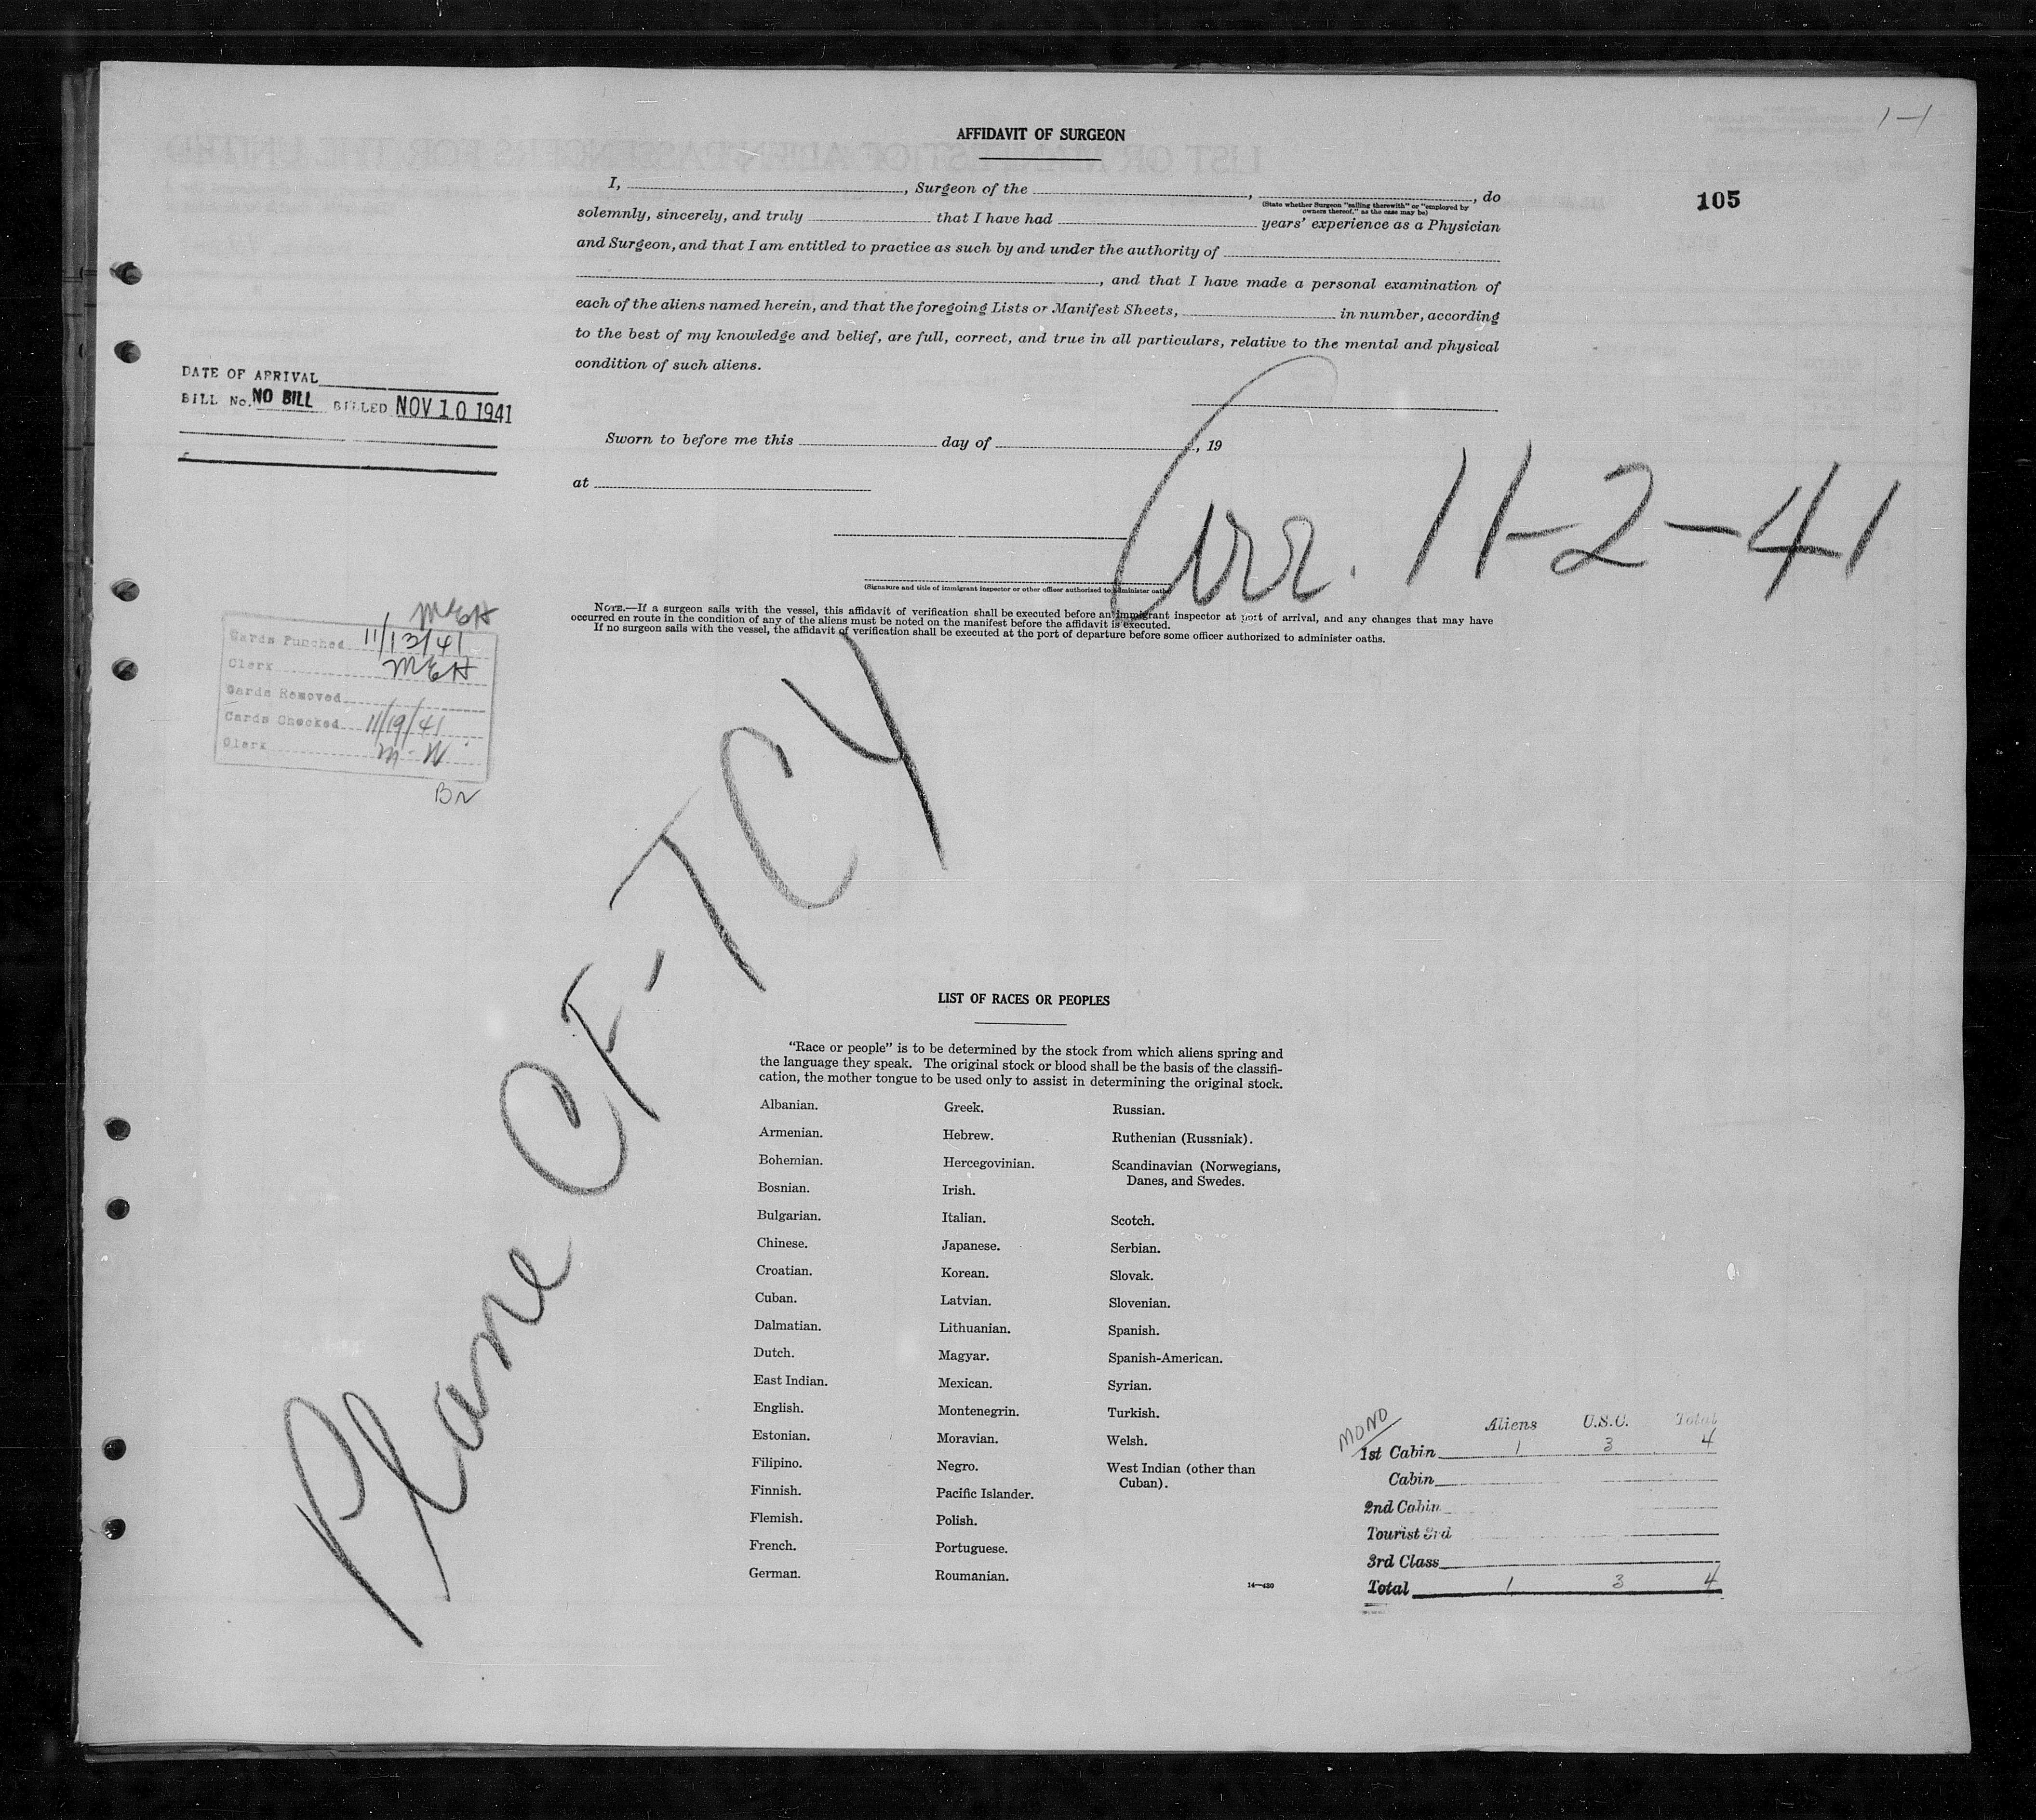 1-1
AFFIDAVIT OF SURGEON
105
I, , Surgeon of the , , do
(State whether Surgeon "sailing therewith" or "employed by
owners thereof," as the case may be)
solemnly, sincerely, and truly that I have had years' experience as a Physician
and Surgeon, and that I am entitled to practice as such by and under the authority of
, and that I have made a personal examination of
each of the aliens named herein, and that the foregoing Lists or Manifest Sheets, in number, according
to the best of my knowledge and belief, are full, correct, and true in all particulars, relative to the mental and physical
condition of such aliens.
DATE OF ARRIVAL
BILL No. NO BILL BILLED NOV 10 1941
Sworn to before me this day of , 19
at
Arr. 11-2-41
(Signature and title of immigrant inspector or other officer authorized to administer oaths)
NOTE.—If a surgeon sails with the vessel, this affidavit of verification shall be executed before an immigrant inspector at port of arrival, and any changes that may have
occurred en route in the condition of any of the aliens must be noted on the manifest before the affidavit is executed.
If no surgeon sails with the vessel, the affidavit of verification shall be executed at the port of departure before some officer authorized to administer oaths.
MEH
Cards Punched 11/13/41
Clerk MEH
Cards Removed
Cards Checked 11/19/41
Clerk M-W
Br
Plane CF-TCY
LIST OF RACES OR PEOPLES
"Race or people" is to be determined by the stock from which aliens spring and
the language they speak. The original stock or blood shall be the basis of the classifi-
cation, the mother tongue to be used only to assist in determining the original stock.
Albanian.
Armenian.
Bohemian.
Bosnian.
Bulgarian.
Chinese.
Croatian.
Cuban.
Dalmatian.
Dutch.
East Indian.
English.
Estonian.
Filipino.
Finnish.
Flemish.
French.
German.
Greek.
Hebrew.
Hercegovinian.
Irish.
Italian.
Japanese.
Korean.
Latvian.
Lithuanian.
Magyar.
Mexican.
Montenegrin.
Moravian.
Negro.
Pacific Islander.
Polish.
Portuguese.
Roumanian.
Russian.
Ruthenian (Russniak).
Scandinavian (Norwegians,
Danes, and Swedes.
Scotch.
Serbian.
Slovak.
Slovenian.
Spanish.
Spanish-American.
Syrian.
Turkish.
Welsh.
West Indian (other than
Cuban).
14—430
MONO
Aliens U.S.C. Total
1st Cabin 1 3 4
Cabin
2nd Cabin
Tourist 3rd
3rd Class
Total 1 3 4